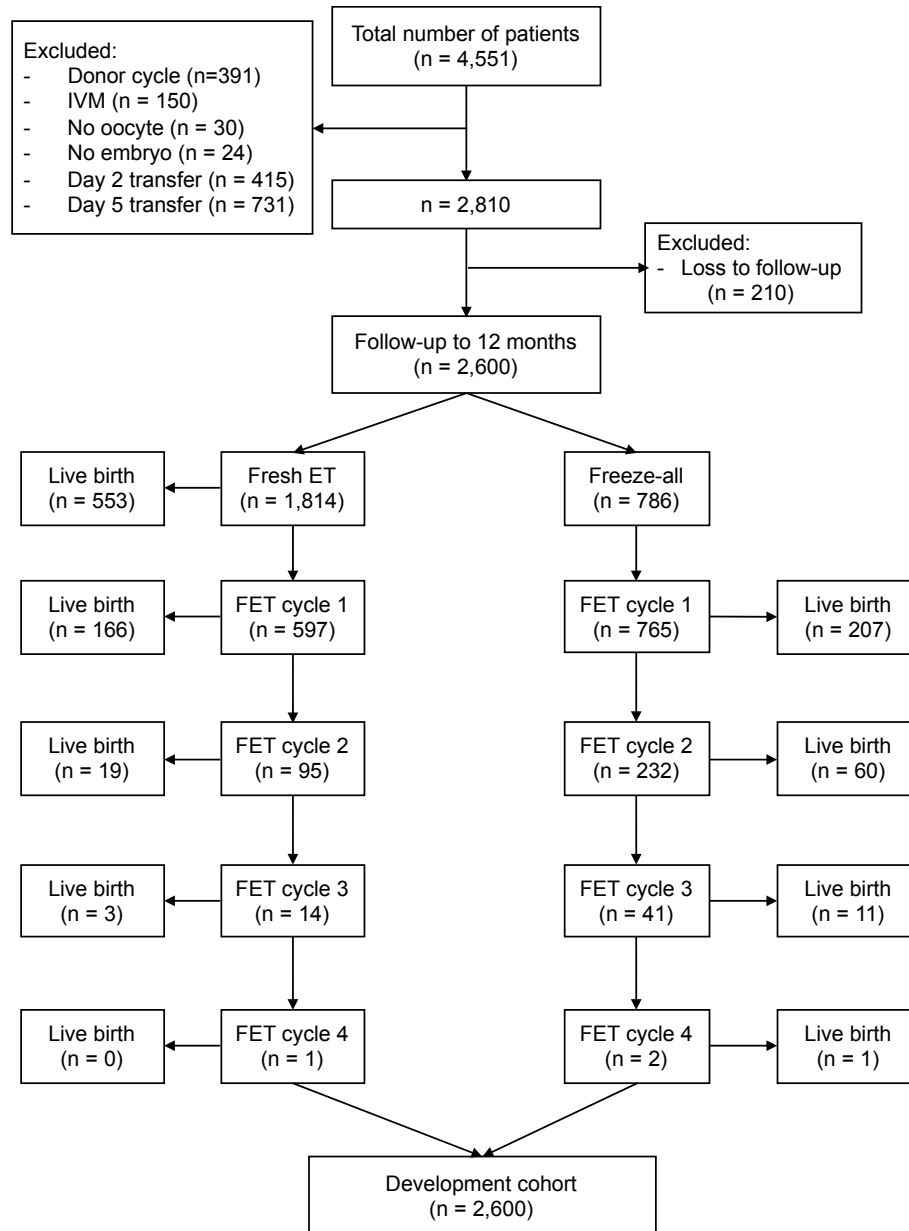 Total number of patients
(n = 4,551)
Excluded:
- Donor cycle (n=391)
- IVM (n = 150)
- No oocyte (n = 30)
- No embryo (n = 24)
- Day 2 transfer (n = 415)
- Day 5 transfer (n = 731)
n = 2,810
Excluded:
- Loss to follow-up
(n = 210)
Follow-up to 12 months
(n = 2,600)
Live birth
(n = 553)
Fresh ET
(n = 1,814)
Freeze-all
(n = 786)
Live birth
(n = 166)
FET cycle 1
(n = 597)
FET cycle 1
(n = 765)
Live birth
(n = 207)
Live birth
(n = 19)
FET cycle 2
(n = 95)
FET cycle 2
(n = 232)
Live birth
(n = 60)
Live birth
(n = 3)
FET cycle 3
(n = 14)
FET cycle 3
(n = 41)
Live birth
(n = 11)
Live birth
(n = 0)
FET cycle 4
(n = 1)
FET cycle 4
(n = 2)
Live birth
(n = 1)
Development cohort
(n = 2,600)